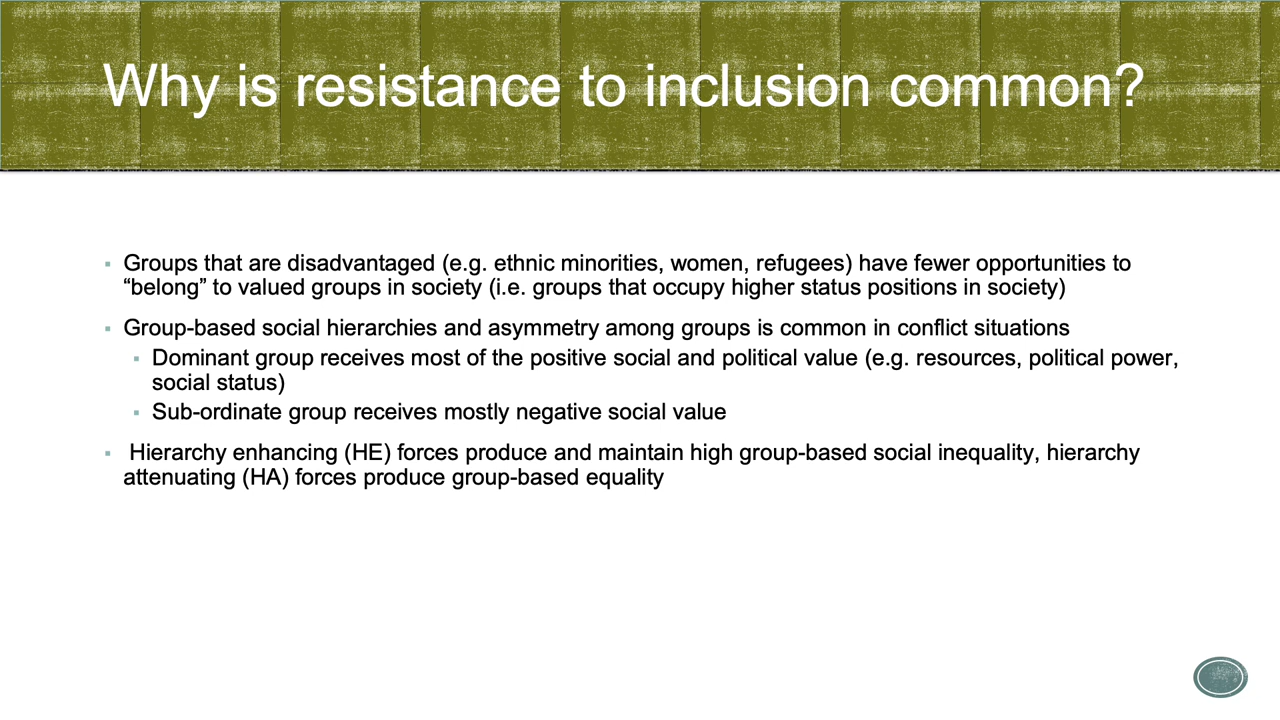 Why is resistance to inclusion common?
▪ Groups that are disadvantaged (e.g. ethnic minorities, women, refugees) have fewer opportunities to
“belong” to valued groups in society (i.e. groups that occupy higher status positions in society)
▪ Group-based social hierarchies and asymmetry among groups is common in conflict situations
▪ Dominant group receives most of the positive social and political value (e.g. resources, political power,
social status)
▪ Sub-ordinate group receives mostly negative social value
▪ Hierarchy enhancing (HE) forces produce and maintain high group-based social inequality, hierarchy
attenuating (HA) forces produce group-based equality